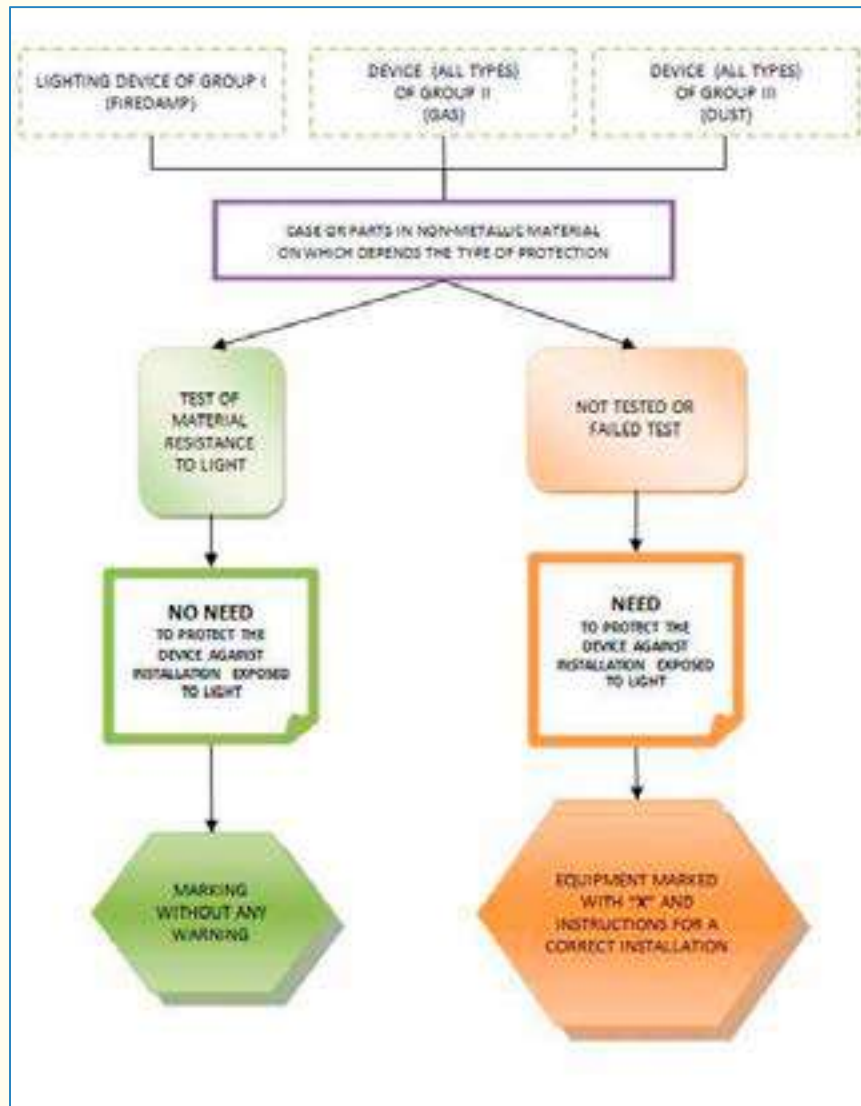 LIGHTING DEVICE OF GROUP I
(FIREDAMP)
DEVICE (ALL TYPES)
OF GROUP II
(GAS)
DEVICE (ALL TYPES)
OF GROUP III
(DUST)
CASE OR PARTS IN NON-METALLIC MATERIAL
ON WHICH DEPENDS THE TYPE OF PROTECTION
TEST OF
MATERIAL
RESISTANCE
TO LIGHT
NOT TESTED OR
FAILED TEST
NO NEED
TO PROTECT THE
DEVICE AGAINST
INSTALLATION EXPOSED
TO LIGHT
NEED
TO PROTECT THE
DEVICE AGAINST
INSTALLATION EXPOSED
TO LIGHT
MARKING
WITHOUT ANY
WARNING
EQUIPMENT MARKED
WITH "X" AND
INSTRUCTIONS FOR A
CORRECT INSTALLATION